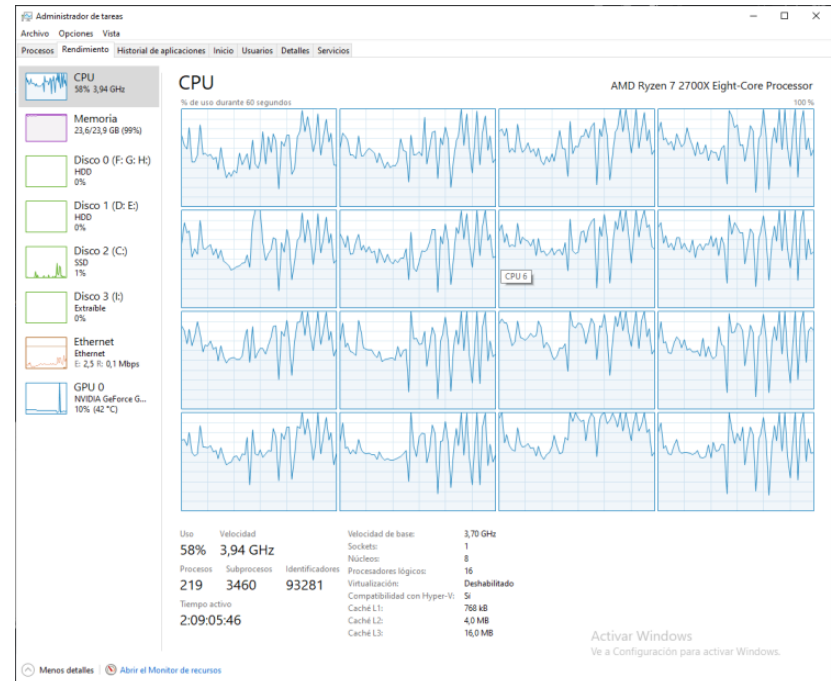 Administrador de tareas
Archivo Opciones Vista
Procesos Rendimiento Historial de aplicaciones Inicio Usuarios Detalles Servicios
CPU
58% 3,94 GHz
Memoria
23,6/23,9 GB (99%)
Disco 0 (F: G: H:)
HDD
0%
Disco 1 (D: E:)
HDD
0%
Disco 2 (C:)
SSD
1%
Disco 3 (I:)
Extraíble
0%
Ethernet
Ethernet
E: 2,5 R: 0,1 Mbps
GPU 0
NVIDIA GeForce G...
10% (42 °C)
CPU AMD Ryzen 7 2700X Eight-Core Processor
% de uso durante 60 segundos 100 %
CPU 6
Uso Velocidad
58% 3,94 GHz
Procesos Subprocesos Identificadores
219 3460 93281
Tiempo activo
2:09:05:46
Velocidad de base: 3,70 GHz
Sockets: 1
Núcleos: 8
Procesadores lógicos: 16
Virtualización: Deshabilitado
Compatibilidad con Hyper-V: Sí
Caché L1: 768 kB
Caché L2: 4,0 MB
Caché L3: 16,0 MB
Activar Windows
Ve a Configuración para activar Windows.
Menos detalles Abrir el Monitor de recursos